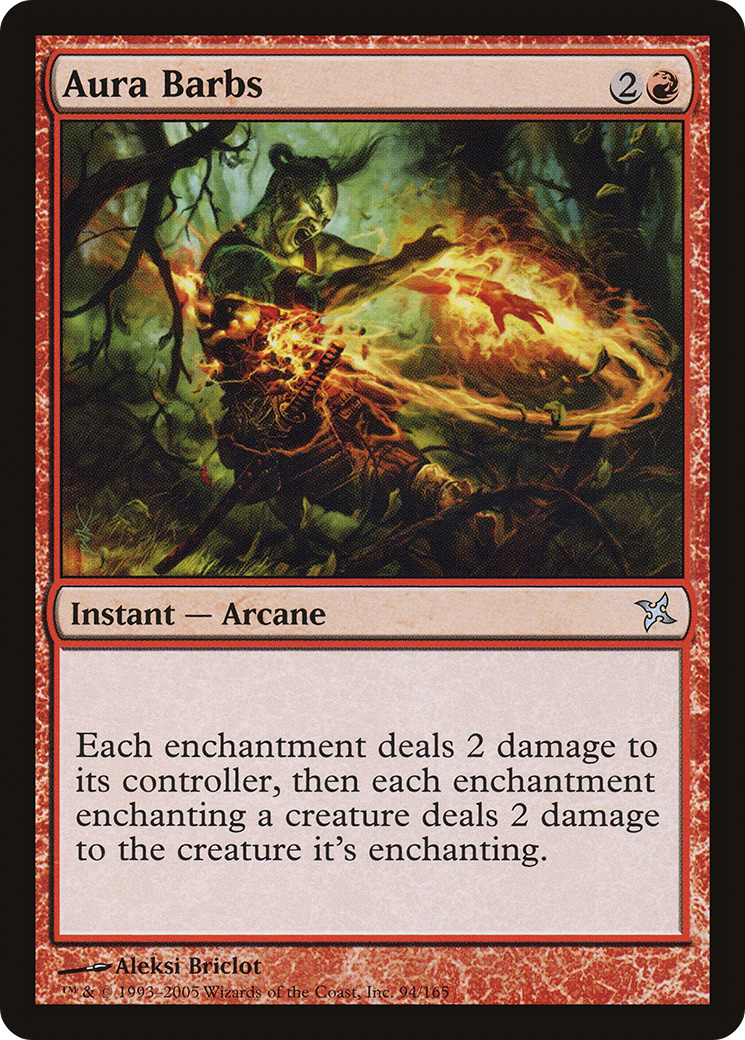 Aura Barbs
2
Instant — Arcane
Each enchantment deals 2 damage to
its controller, then each enchantment
enchanting a creature deals 2 damage
to the creature it's enchanting.
Aleksi Briclot
™ & © 1993–2005 Wizards of the Coast, Inc. 94/165